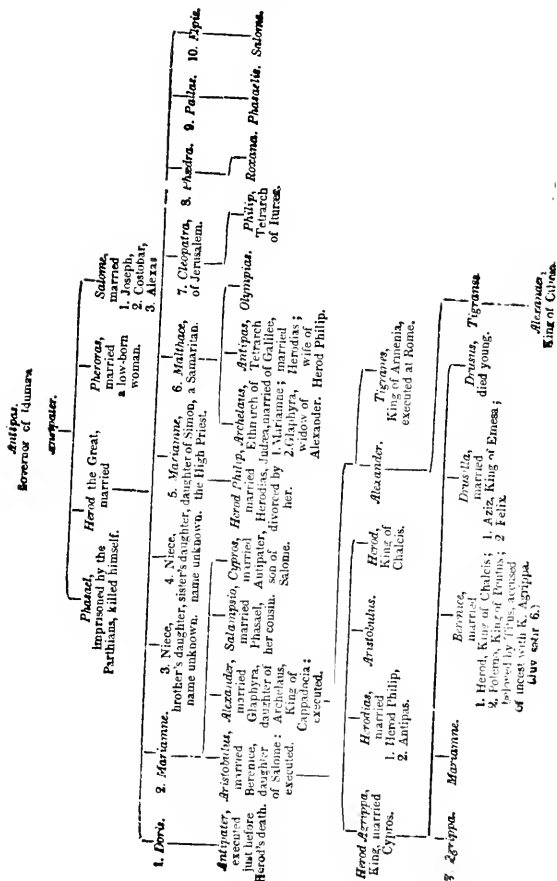 Antipas,
Governor of Idumæa
Antipater.
Phasael,
Imprisoned by the
Parthians, killed himself.
Herod the Great,
married
Pheroras,
married
a low-born
woman.
Salome,
married
1. Joseph,
2. Costobar,
3. Alexas
1. Doris.
2. Mariamne.
3. Niece,
brother's daughter,
name unknown.
4. Niece,
sister's daughter,
name unknown.
5. Mariamne,
daughter of Simon,
the High Priest.
6. Malthace,
a Samaritan.
7. Cleopatra,
of Jerusalem.
8. Phædra,
9. Pallas.
10. Elpis.
Antipater,
executed
just before
Herod's death.
Aristobulus,
married
Berenice,
daughter
of Salome;
executed.
Alexander,
married
Glaphyra,
daughter of
Archelaus,
King of
Cappadocia;
executed.
Salampsio,
married
Phasael,
her cousin.
Cypros,
married
Antipater,
son of
Salome.
Herod Philip,
married
Herodias,
divorced by
her.
Archelaus,
Ethnarch of
Judæa, married
1. Mariamne;
2. Glaphyra,
widow of
Alexander.
Antipas,
Tetrarch
of Galilee,
married
Herodias;
wife of
Herod Philip.
Olympias.
Philip,
Tetrarch
of Ituræa.
Roxana.
Phasaelis.
Salome.
Herod Agrippa,
King, married
Cypros.
Herodias,
married
1. Herod Philip,
2. Antipas.
Aristobulus.
Herod,
King of
Chalcis.
Alexander.
Tigranes,
King of Armenia,
executed at Rome.
Agrippa.
Mariamne.
Berenice,
married
1. Herod, King of Chalcis;
2. Polemo, King of Pontus;
beloved by Titus, accused
of incest with K. Agrippa.
Drusilla,
married
1. Aziz, King of Emesa;
2 Felix.
Drusus,
died young.
Tigranes.
Alexander,
King of